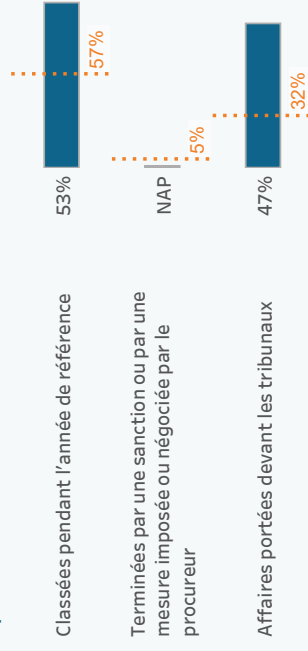 Classées pendant l'année de référence
53%
57%
Terminées par une sanction ou par une
mesure imposée ou négociée par le
procureur
NAP
5%
Affaires portées devant les tribunaux
47%
32%